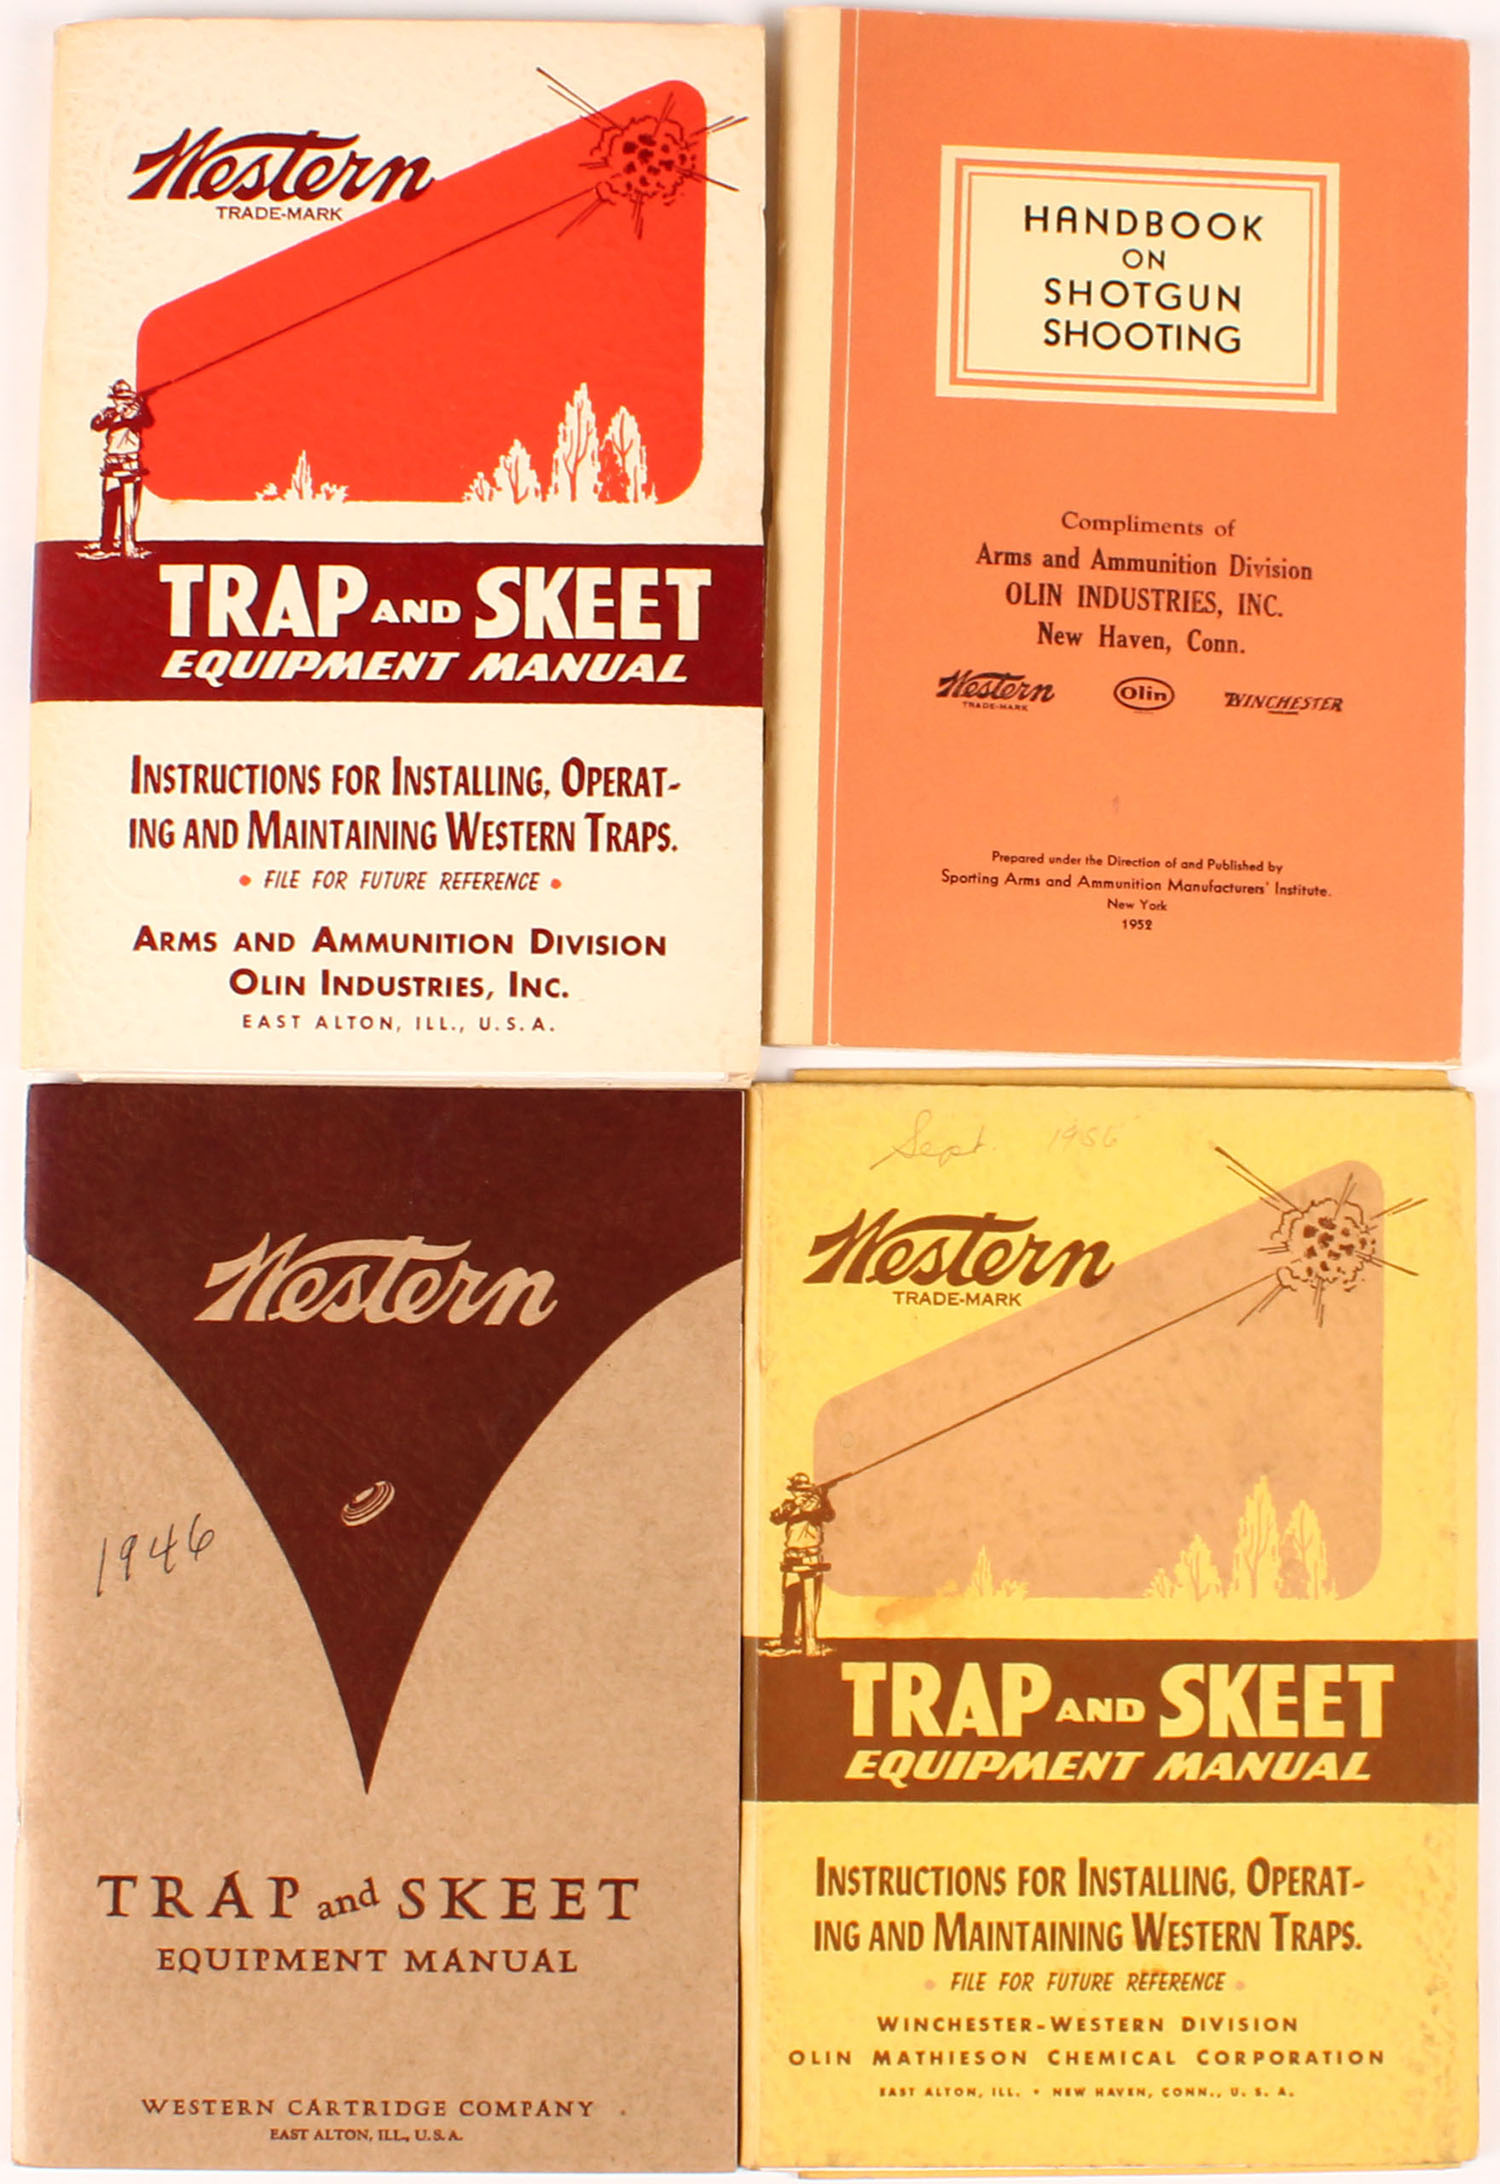 Western
TRADE-MARK
TRAP AND SKEET
EQUIPMENT MANUAL
INSTRUCTIONS FOR INSTALLING, OPERAT-
ING AND MAINTAINING WESTERN TRAPS.
• FILE FOR FUTURE REFERENCE •
ARMS AND AMMUNITION DIVISION
OLIN INDUSTRIES, INC.
EAST ALTON, ILL., U.S.A.
HANDBOOK
ON
SHOTGUN
SHOOTING
Compliments of
Arms and Ammunition Division
OLIN INDUSTRIES, INC.
New Haven, Conn.
Western Olin WINCHESTER
TRADE-MARK
Prepared under the Direction of and Published by
Sporting Arms and Ammunition Manufacturers' Institute.
New York
1952
Western
1946
TRAP and SKEET
EQUIPMENT MANUAL
WESTERN CARTRIDGE COMPANY
EAST ALTON, ILL., U.S.A.
Sept. 1956
Western
TRADE-MARK
TRAP AND SKEET
EQUIPMENT MANUAL
INSTRUCTIONS FOR INSTALLING, OPERAT-
ING AND MAINTAINING WESTERN TRAPS.
• FILE FOR FUTURE REFERENCE •
WINCHESTER-WESTERN DIVISION
OLIN MATHIESON CHEMICAL CORPORATION
EAST ALTON, ILL. • NEW HAVEN, CONN., U. S. A.